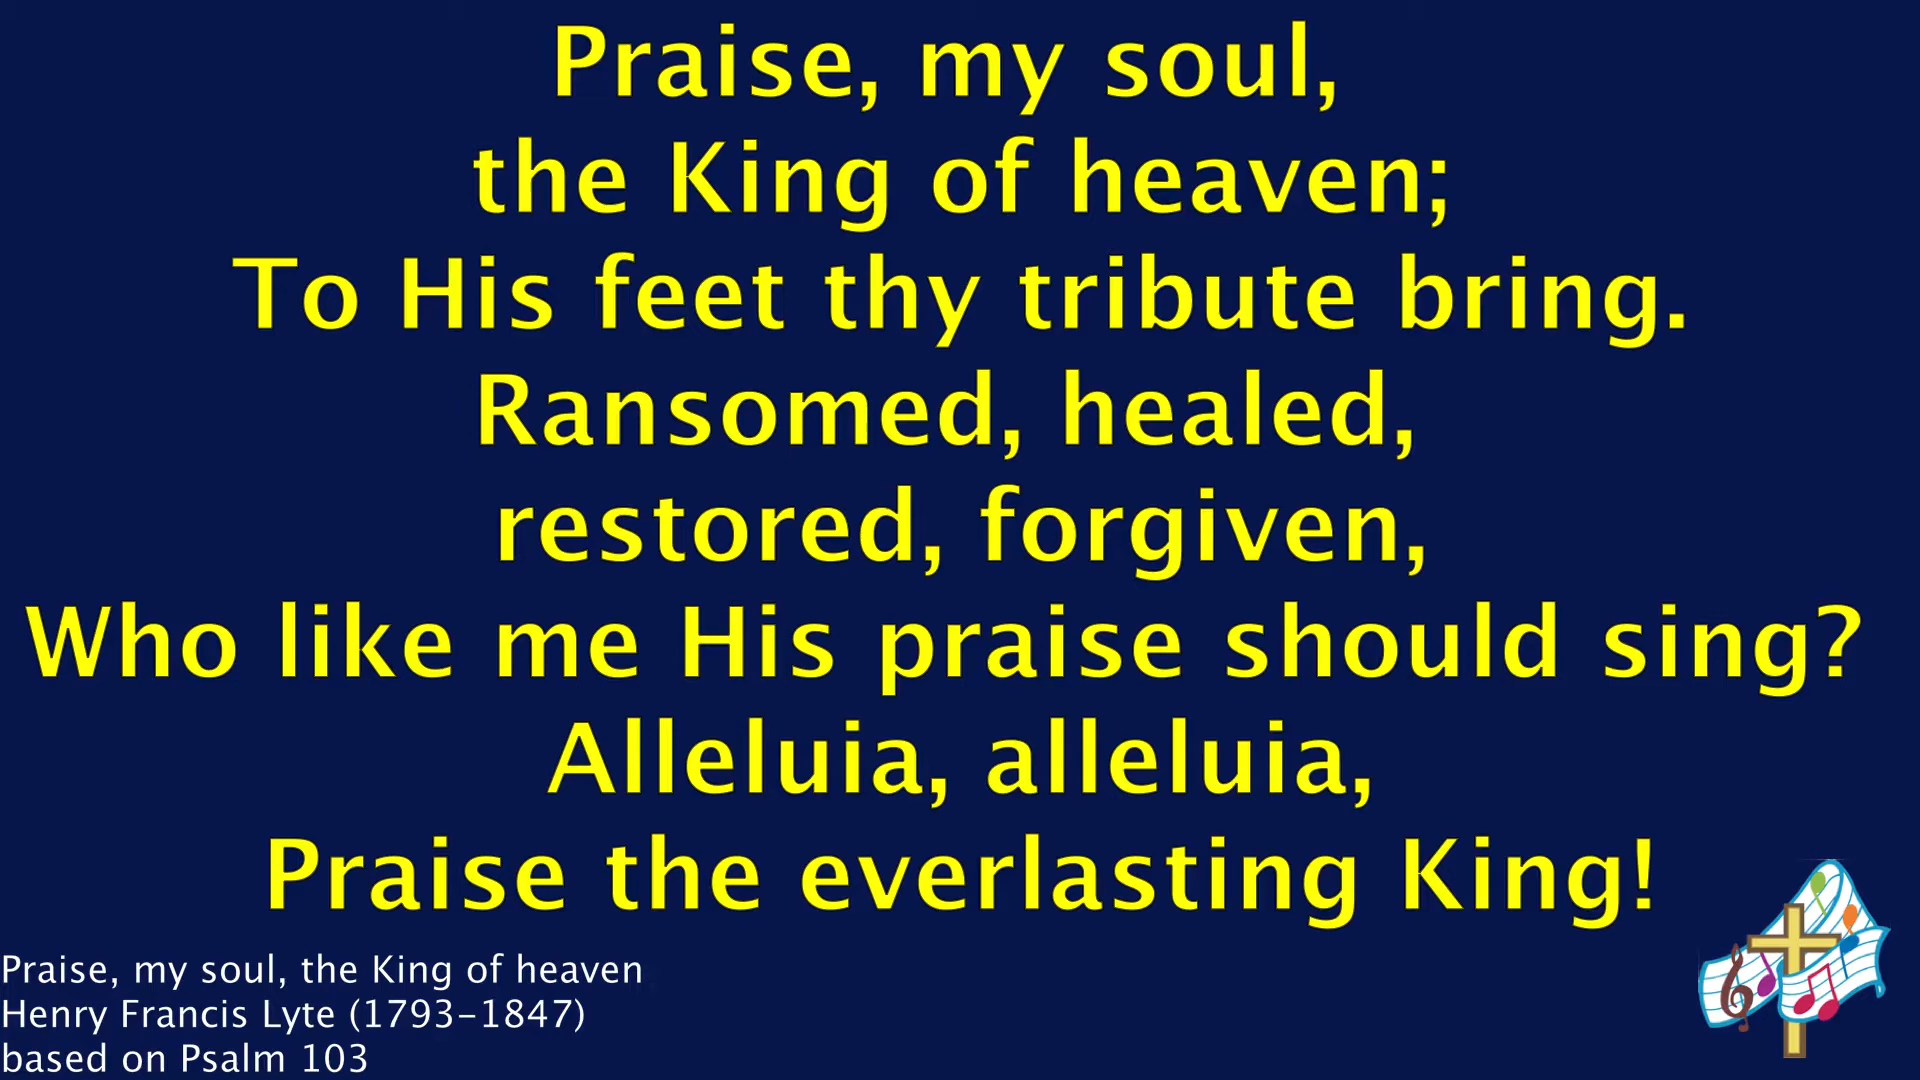 Praise, my soul,
the King of heaven;
To His feet thy tribute bring.
Ransomed, healed,
restored, forgiven,
Who like me His praise should sing?
Alleluia, alleluia,
Praise the everlasting King!
Praise, my soul, the King of heaven
Henry Francis Lyte (1793-1847)
based on Psalm 103